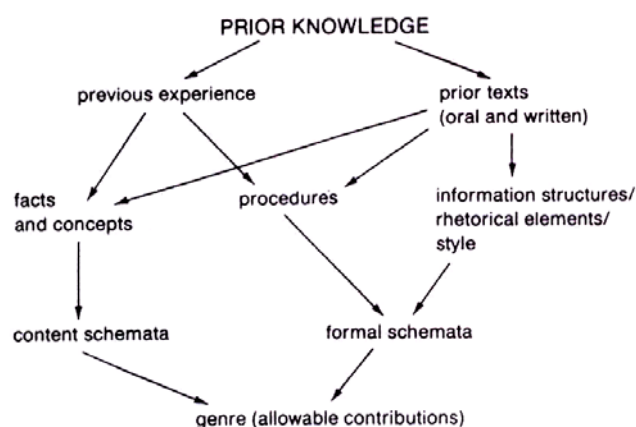 PRIOR KNOWLEDGE
previous experience
prior texts
(oral and written)
facts
and concepts
procedures
information structures/
rhetorical elements/
style
content schemata
formal schemata
genre (allowable contributions)